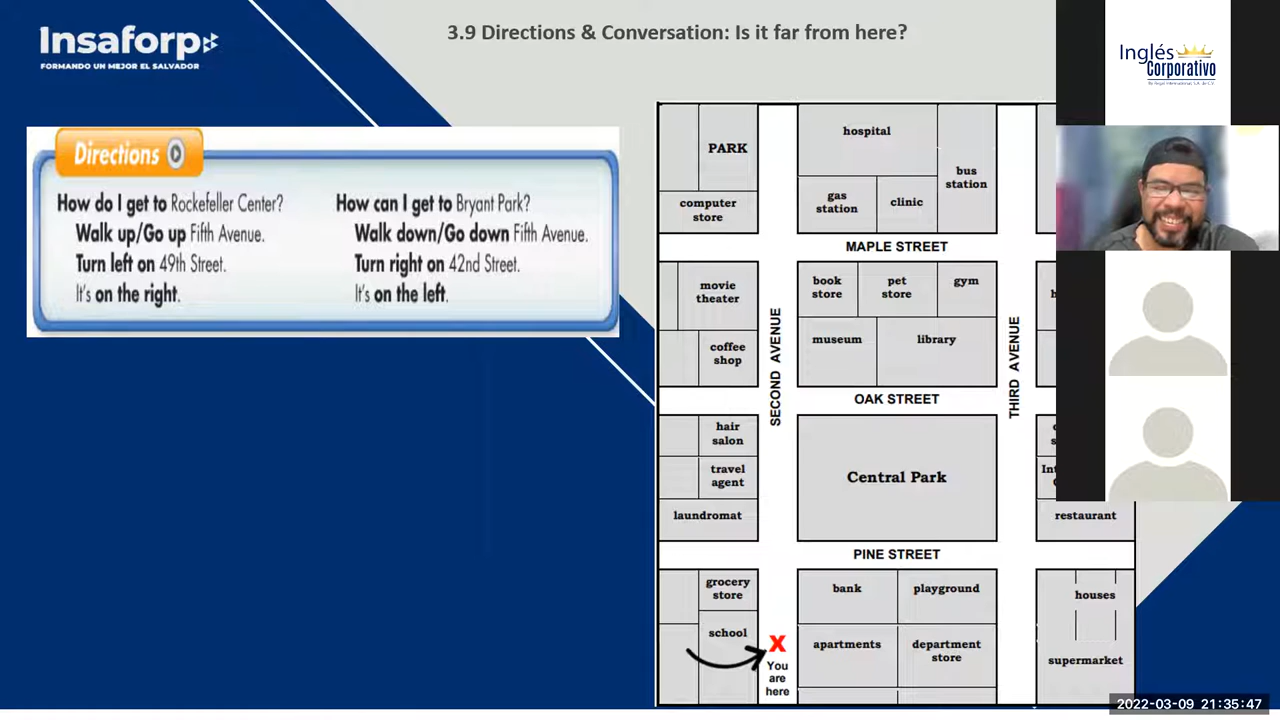 Insaforp
FORMANDO UN MEJOR EL SALVADOR
3.9 Directions & Conversation: Is it far from here?
Inglés
Corporativo
Directions
How do I get to Rockefeller Center?
Walk up/Go up Fifth Avenue.
Turn left on 49th Street.
It's on the right.
How can I get to Bryant Park?
Walk down/Go down Fifth Avenue.
Turn right on 42nd Street.
It's on the left.
PARK
hospital
bus
station
computer
store
gas
station
clinic
MAPLE STREET
movie
theater
book
store
pet
store
gym
coffee
shop
museum
library
SECOND AVENUE
THIRD AVENUE
OAK STREET
hair
salon
travel
agent
laundromat
Central Park
restaurant
PINE STREET
grocery
store
bank
playground
houses
school
X
You
are
here
apartments
department
store
supermarket
2022-03-09 21:35:47